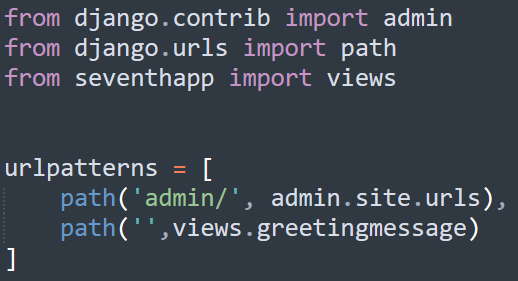 from django.contrib import admin
from django.urls import path
from seventhapp import views
urlpatterns = [
    path('admin/', admin.site.urls),
    path('',views.greetingmessage)
]